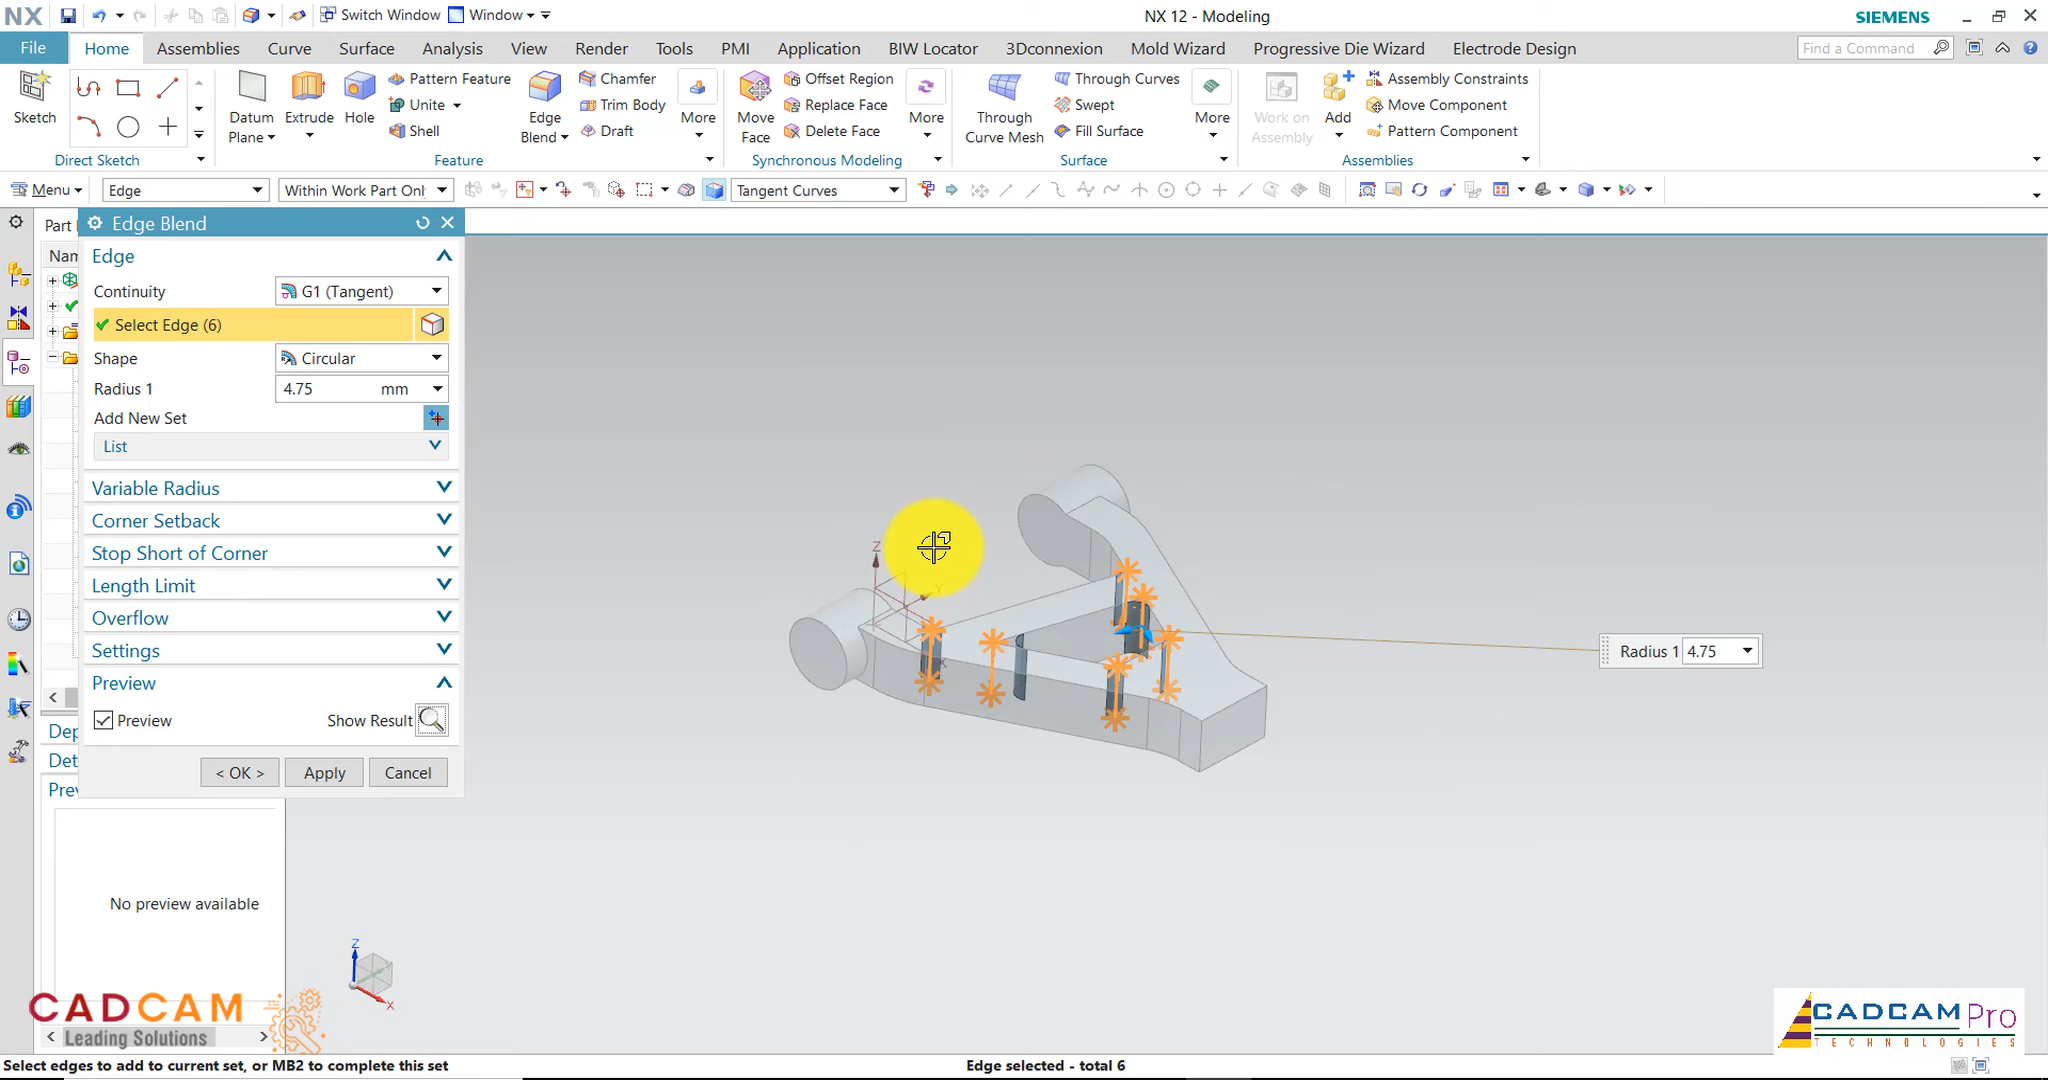 NX
Switch Window
Window
NX 12 - Modeling
SIEMENS
File
Home
Assemblies
Curve
Surface
Analysis
View
Render
Tools
PMI
Application
BIW Locator
3Dconnexion
Mold Wizard
Progressive Die Wizard
Electrode Design
Find a Command
Sketch
Direct Sketch
Datum
Plane
Extrude
Hole
Pattern Feature
Unite
Shell
Edge
Blend
Chamfer
Trim Body
Draft
More
Feature
Move
Face
Offset Region
Replace Face
Delete Face
More
Synchronous Modeling
Through
Curve Mesh
Through Curves
Swept
Fill Surface
More
Surface
Work on
Assembly
Add
Assembly Constraints
Move Component
Pattern Component
Assemblies
Menu
Edge
Within Work Part Onl
Tangent Curves
Part
Nam
Edge Blend
Edge
Continuity
G1 (Tangent)
Select Edge (6)
Shape
Circular
Radius 1
4.75 mm
Add New Set
List
Variable Radius
Corner Setback
Stop Short of Corner
Length Limit
Overflow
Settings
Preview
Preview
Show Result
< OK >
Apply
Cancel
Dep
Det
Prev
No preview available
Z
Y
X
Radius 1
4.75
Z
X
CADCAM
Leading Solutions
CADCAM Pro
TECHNOLOGIES
Select edges to add to current set, or MB2 to complete this set
Edge selected - total 6